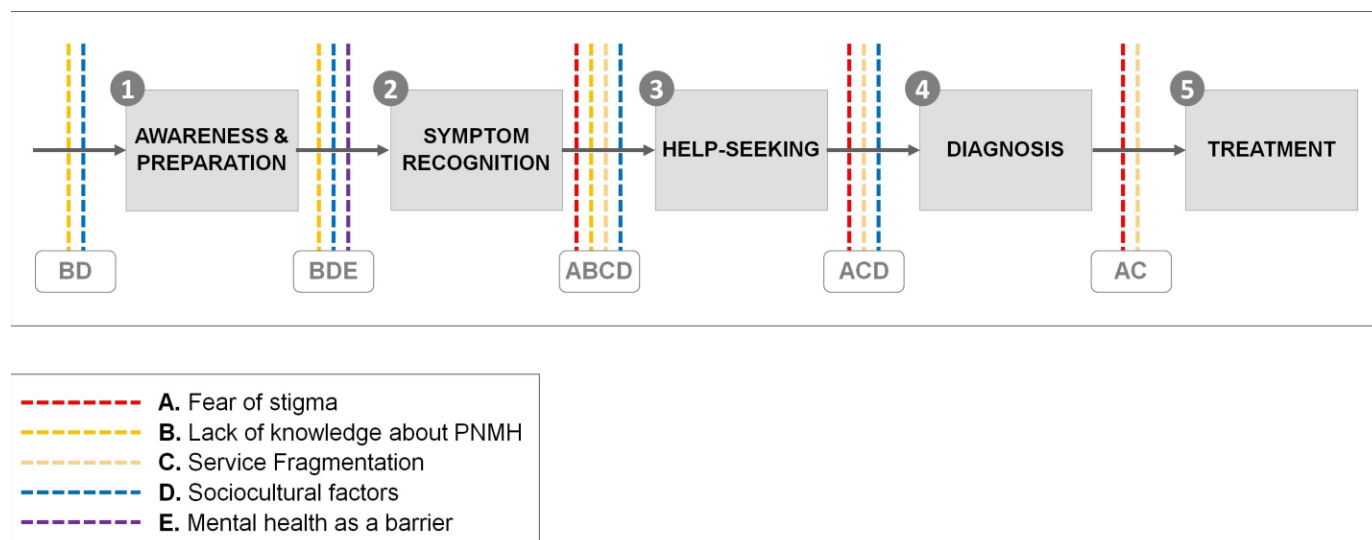 1
AWARENESS &
PREPARATION
2
SYMPTOM
RECOGNITION
3
HELP-SEEKING
4
DIAGNOSIS
5
TREATMENT
BD
BDE
ABCD
ACD
AC
A. Fear of stigma
B. Lack of knowledge about PNMH
C. Service Fragmentation
D. Sociocultural factors
E. Mental health as a barrier